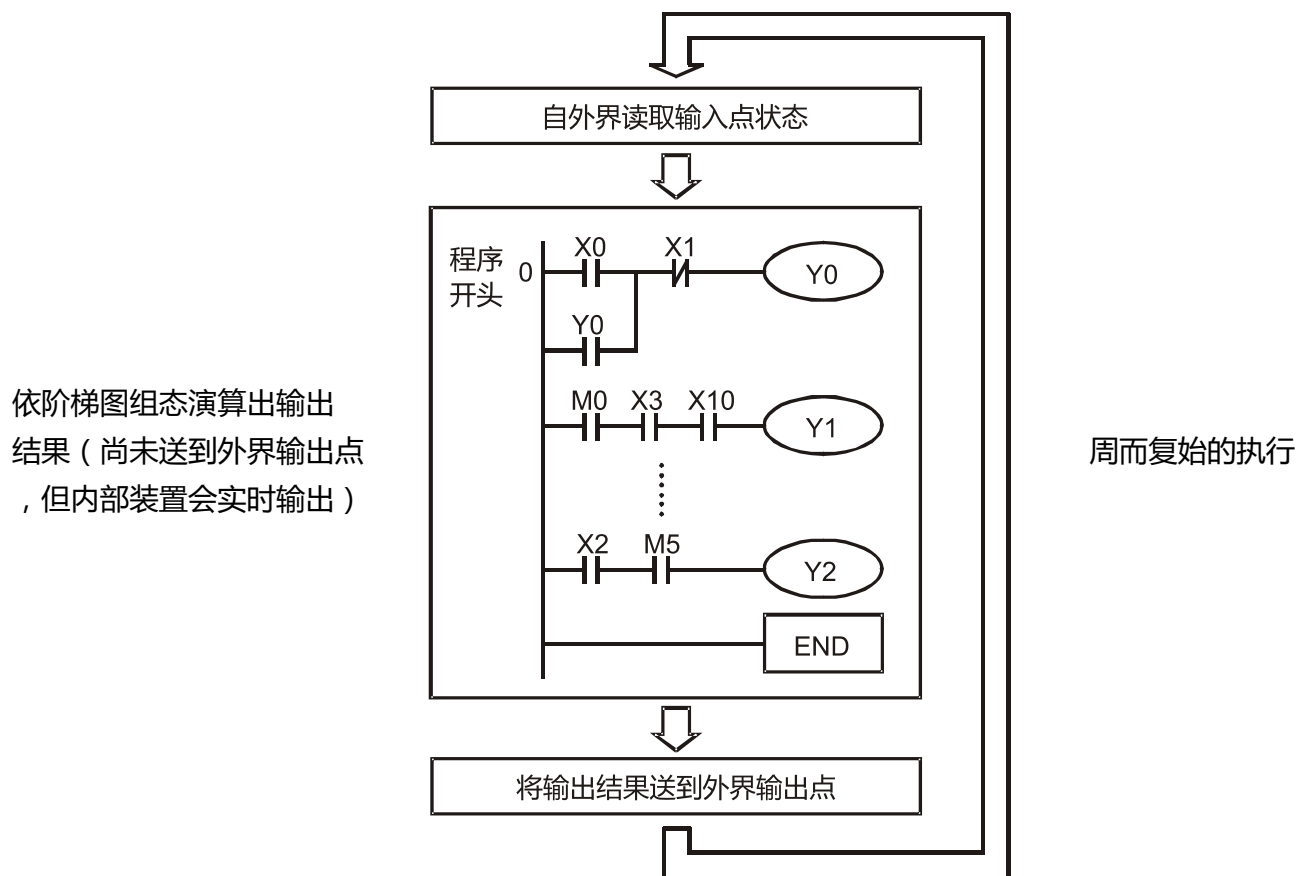 自外界读取输入点状态
程序
开头
0
X0
X1
Y0
Y0
M0
X3
X10
Y1
X2
M5
Y2
END
依阶梯图组态演算出输出
结果（尚未送到外界输出点
，但内部装置会实时输出）
周而复始的执行
将输出结果送到外界输出点